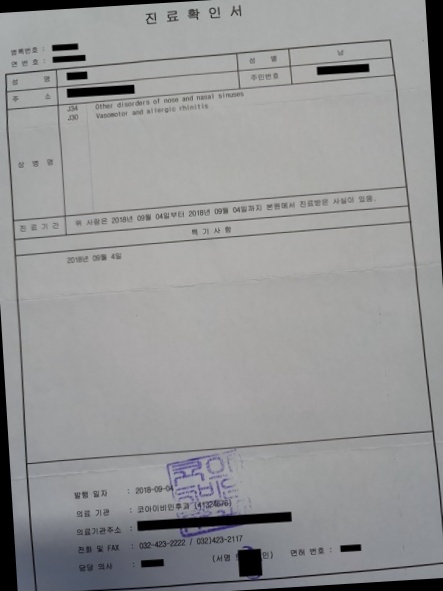 진료확인서
병록번호 :
연 번호 :
성 명
성 별
남
주 소
주민번호
상 병 명
J34 Other disorders of nose and nasal sinuses
J30 Vasomotor and allergic rhinitis
진료기간
위 사람은 2018년 09월 04일부터 2018년 09월 04일까지 본원에서 진료받은 사실이 있음.
특기사항
2018년 09월 4일
발행 일자 : 2018-09-04
의료 기관 : 코아이비인후과
의료기관주소 :
전화 및 FAX : 032-423-2222 / 032)423-2117
담당 의사 : (서명 인) 면허 번호 :